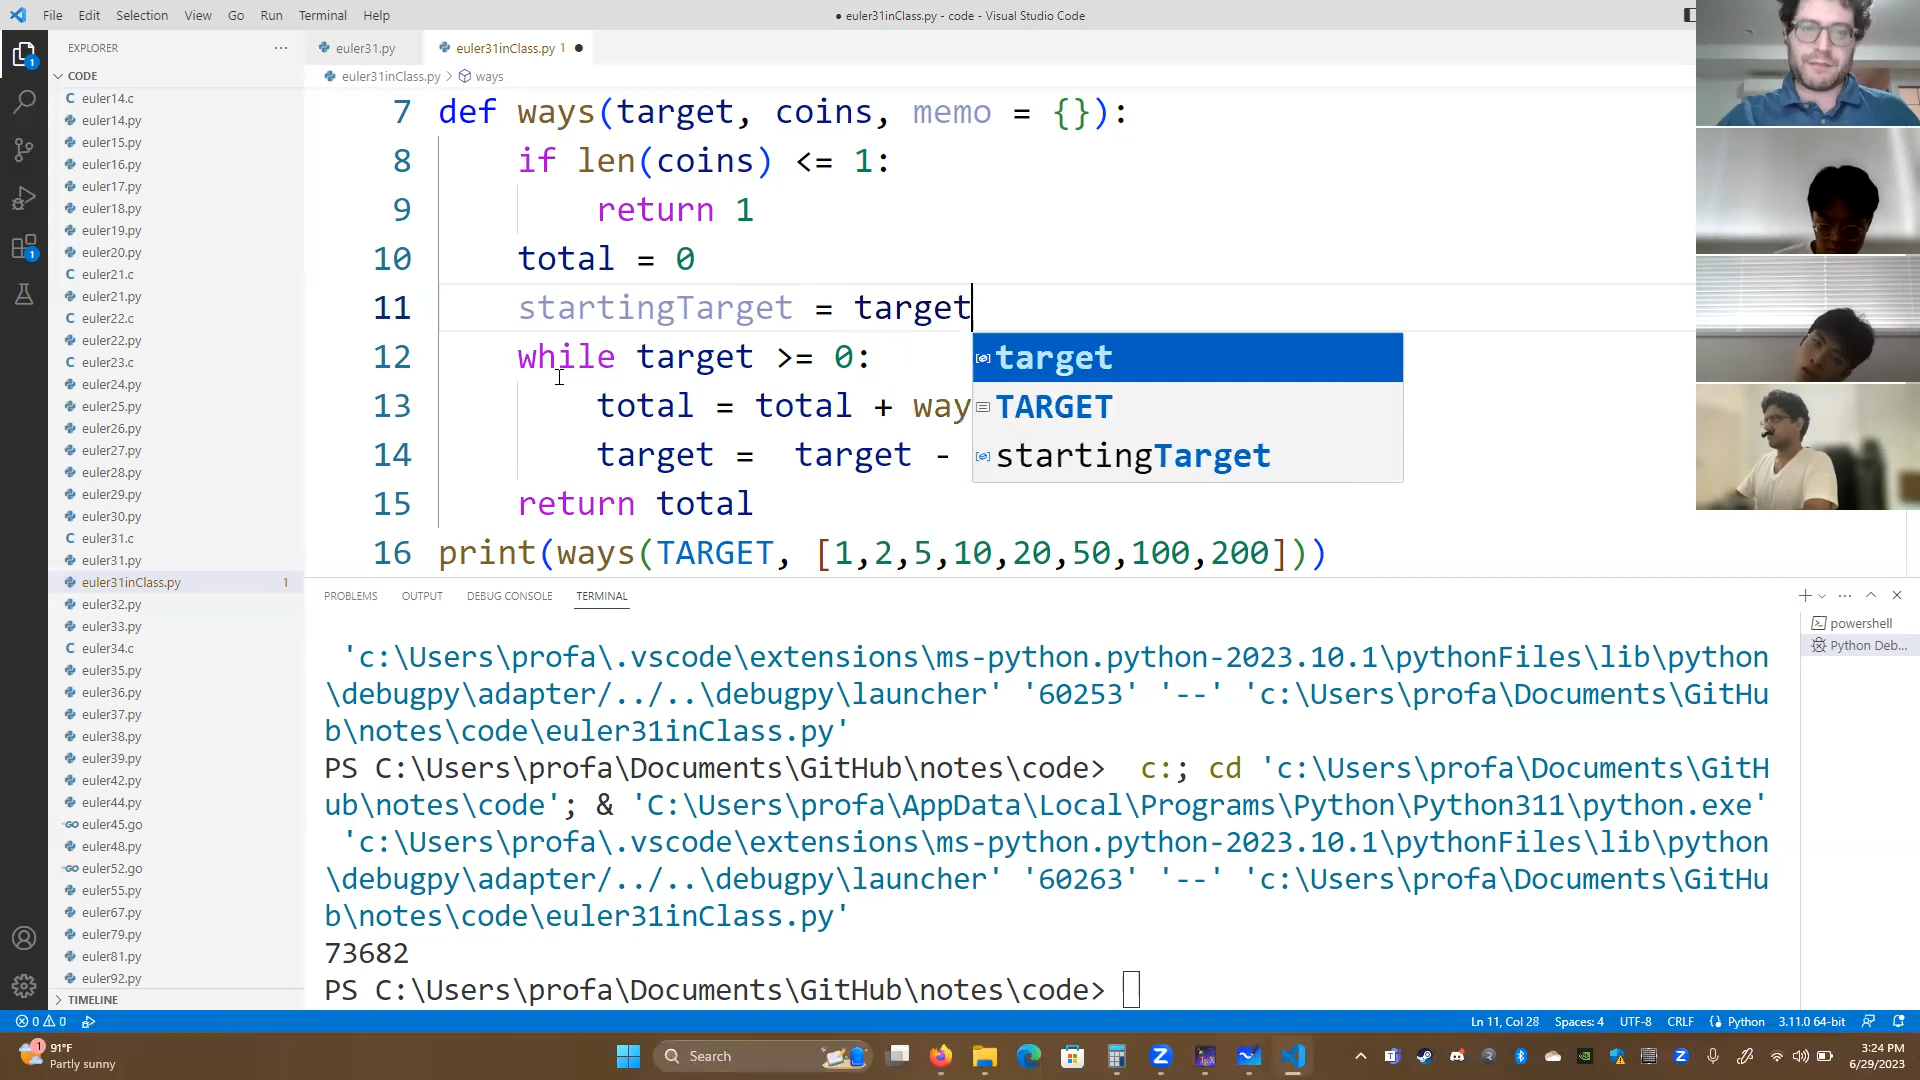 File Edit Selection View Go Run Terminal Help
● euler31inClass.py - code - Visual Studio Code
EXPLORER
CODE
euler14.c
euler14.py
euler15.py
euler16.py
euler17.py
euler18.py
euler19.py
euler20.py
euler21.c
euler21.py
euler22.c
euler22.py
euler23.c
euler24.py
euler25.py
euler26.py
euler27.py
euler28.py
euler29.py
euler30.py
euler31.c
euler31.py
euler31inClass.py 1
euler32.py
euler33.py
euler34.c
euler35.py
euler36.py
euler37.py
euler38.py
euler39.py
euler42.py
euler44.py
euler45.go
euler48.py
euler52.go
euler55.py
euler67.py
euler79.py
euler81.py
euler92.py
TIMELINE
euler31.py euler31inClass.py 1 ●
euler31inClass.py > ways
7 def ways(target, coins, memo = {}):
8 if len(coins) <= 1:
9 return 1
10 total = 0
11 startingTarget = target
12 while target >= 0:
13 total = total + way
14 target = target -
15 return total
16 print(ways(TARGET, [1,2,5,10,20,50,100,200]))
target
TARGET
startingTarget
PROBLEMS OUTPUT DEBUG CONSOLE TERMINAL
'c:\Users\profa\.vscode\extensions\ms-python.python-2023.10.1\pythonFiles\lib\python
\debugpy\adapter/../..\debugpy\launcher' '60253' '--' 'c:\Users\profa\Documents\GitHu
b\notes\code\euler31inClass.py'
PS C:\Users\profa\Documents\GitHub\notes\code> c:; cd 'c:\Users\profa\Documents\GitH
ub\notes\code'; & 'C:\Users\profa\AppData\Local\Programs\Python\Python311\python.exe'
'c:\Users\profa\.vscode\extensions\ms-python.python-2023.10.1\pythonFiles\lib\python
\debugpy\adapter/../..\debugpy\launcher' '60263' '--' 'c:\Users\profa\Documents\GitHu
b\notes\code\euler31inClass.py'
73682
PS C:\Users\profa\Documents\GitHub\notes\code>
powershell
Python Deb...
0 0
Ln 11, Col 28 Spaces: 4 UTF-8 CRLF Python 3.11.0 64-bit
91°F
Partly sunny
Search
3:24 PM
6/29/2023